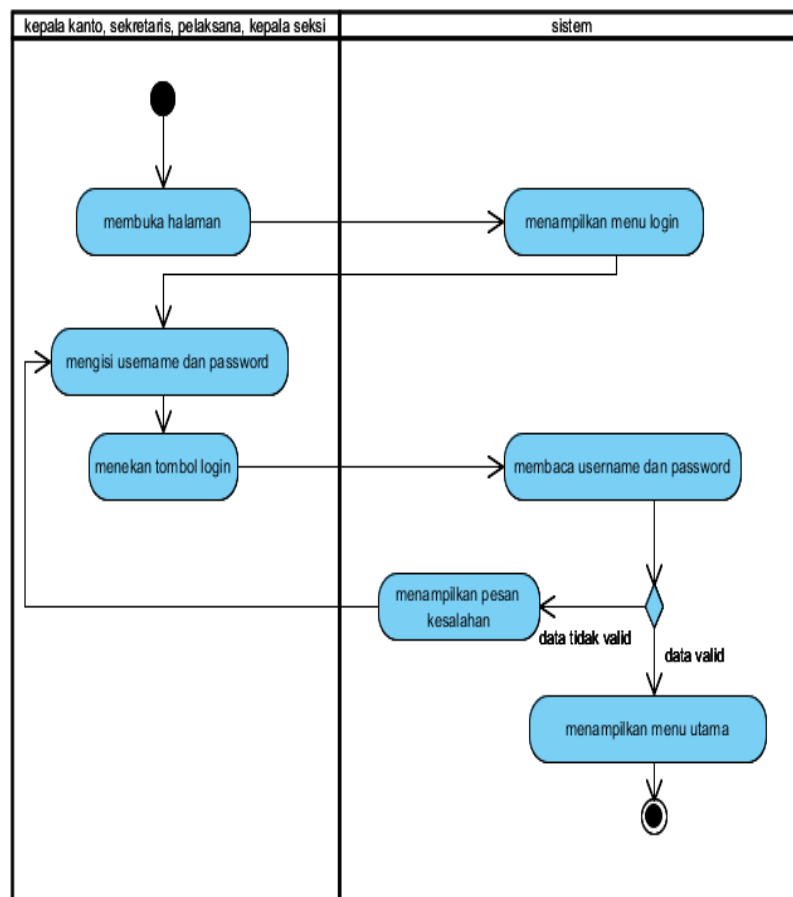 kepala kanto, sekretaris, pelaksana, kepala seksi
sistem
membuka halaman
menampilkan menu login
mengisi username dan password
menekan tombol login
membaca username dan password
menampilkan pesan
kesalahan
data tidak valid
data valid
menampilkan menu utama